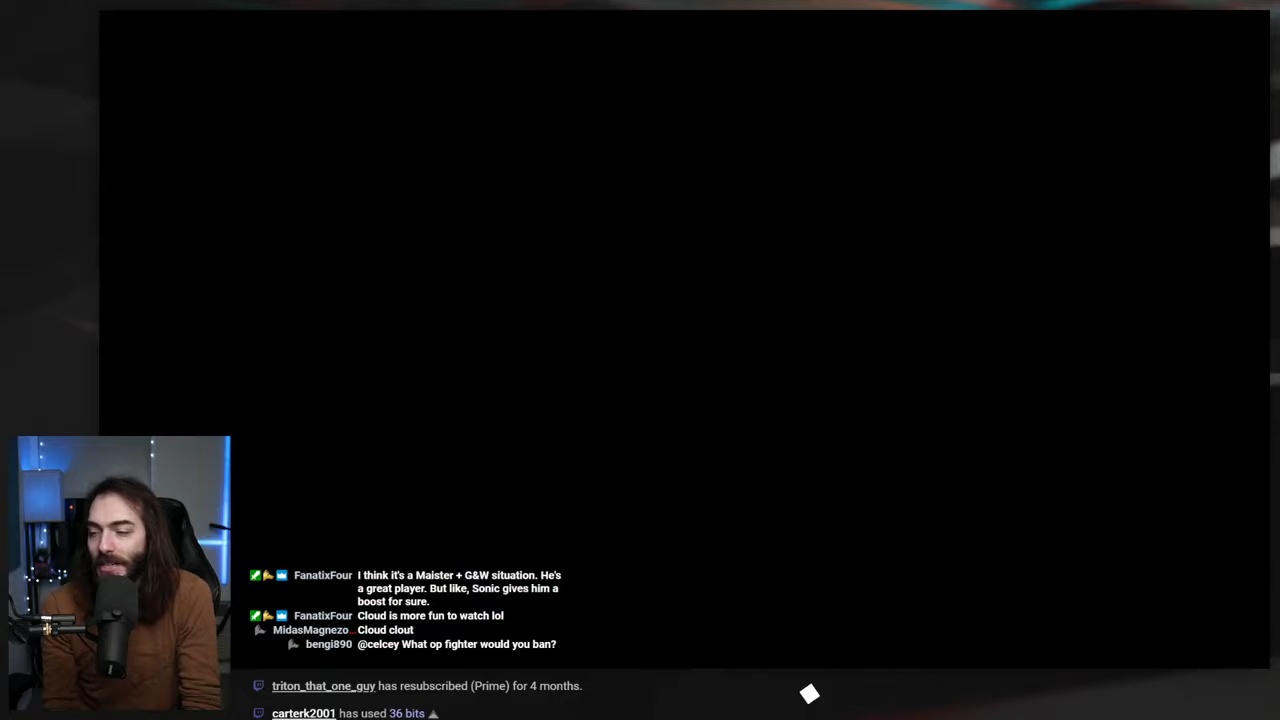 FanatixFour I think it's a Maister + G&W situation. He's
a great player. But like, Sonic gives him a
boost for sure.
FanatixFour Cloud is more fun to watch lol
MidasMagnezo... Cloud clout
bengi890 @celcey What op fighter would you ban?
triton_that_one_guy has resubscribed (Prime) for 4 months.
carterk2001 has used 36 bits